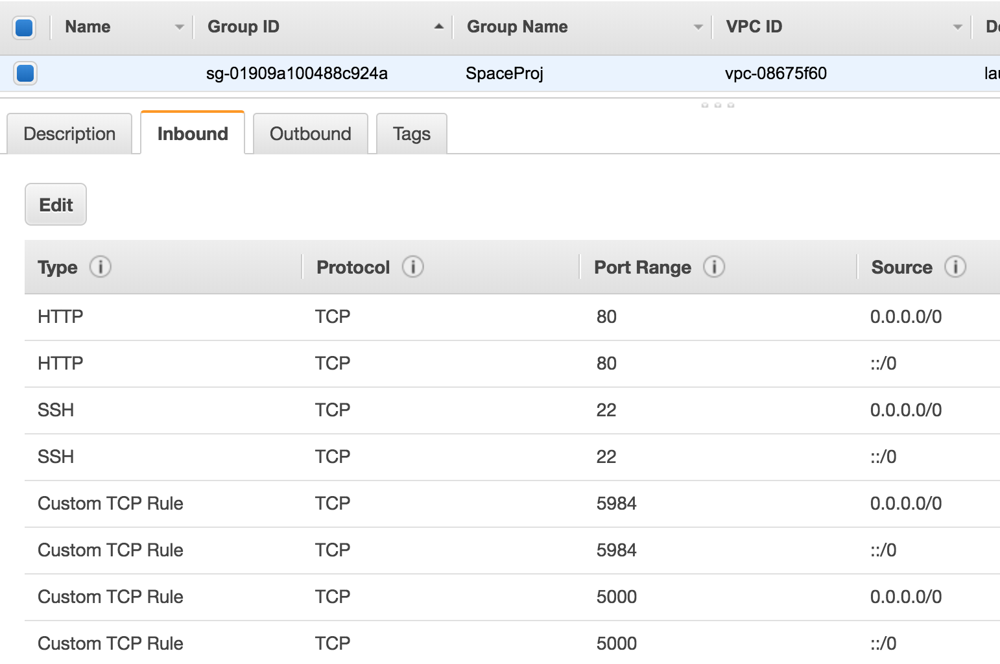 Name Group ID Group Name VPC ID
sg-01909a100488c924a SpaceProj vpc-08675f60
Description Inbound Outbound Tags
Edit
Type Protocol Port Range Source
HTTP TCP 80 0.0.0.0/0
HTTP TCP 80 ::/0
SSH TCP 22 0.0.0.0/0
SSH TCP 22 ::/0
Custom TCP Rule TCP 5984 0.0.0.0/0
Custom TCP Rule TCP 5984 ::/0
Custom TCP Rule TCP 5000 0.0.0.0/0
Custom TCP Rule TCP 5000 ::/0